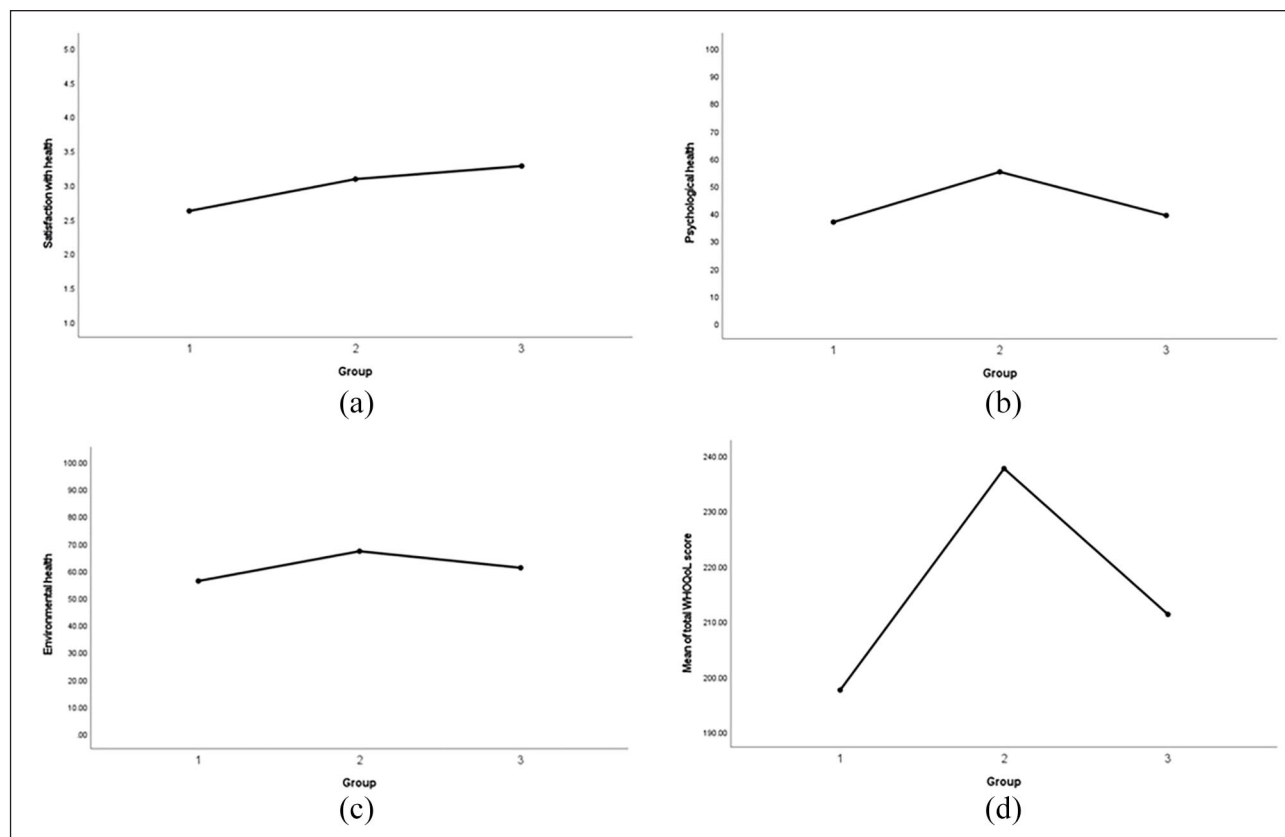 5.0
4.5
4.0
3.5
3.0
2.5
2.0
1.5
1.0
Satisfaction with health
1 2 3
Group
(a)
100
90
80
70
60
50
40
30
20
10
0
Psychological health
1 2 3
Group
(b)
100.00
90.00
80.00
70.00
60.00
50.00
40.00
30.00
20.00
10.00
.00
Environmental health
1 2 3
Group
(c)
240.00
230.00
220.00
210.00
200.00
190.00
Mean of total WHOQoL score
1 2 3
Group
(d)